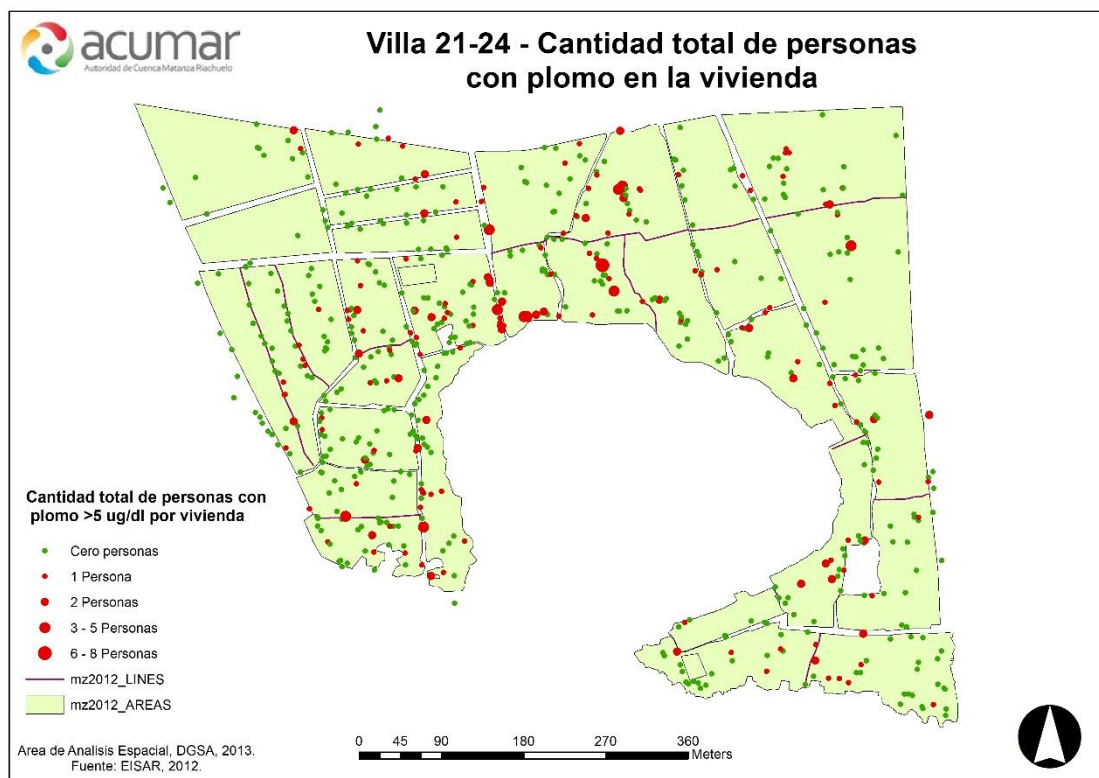 acumar
Autoridad de Cuenca Matanza Riachuelo
Villa 21-24 - Cantidad total de personas
con plomo en la vivienda
Cantidad total de personas con
plomo >5 ug/dl por vivienda
Cero personas
1 Persona
2 Personas
3 - 5 Personas
6 - 8 Personas
mz2012_LINES
mz2012_AREAS
Area de Analisis Espacial, DGSA, 2013.
Fuente: EISAR, 2012.
0 45 90 180 270 360
Meters